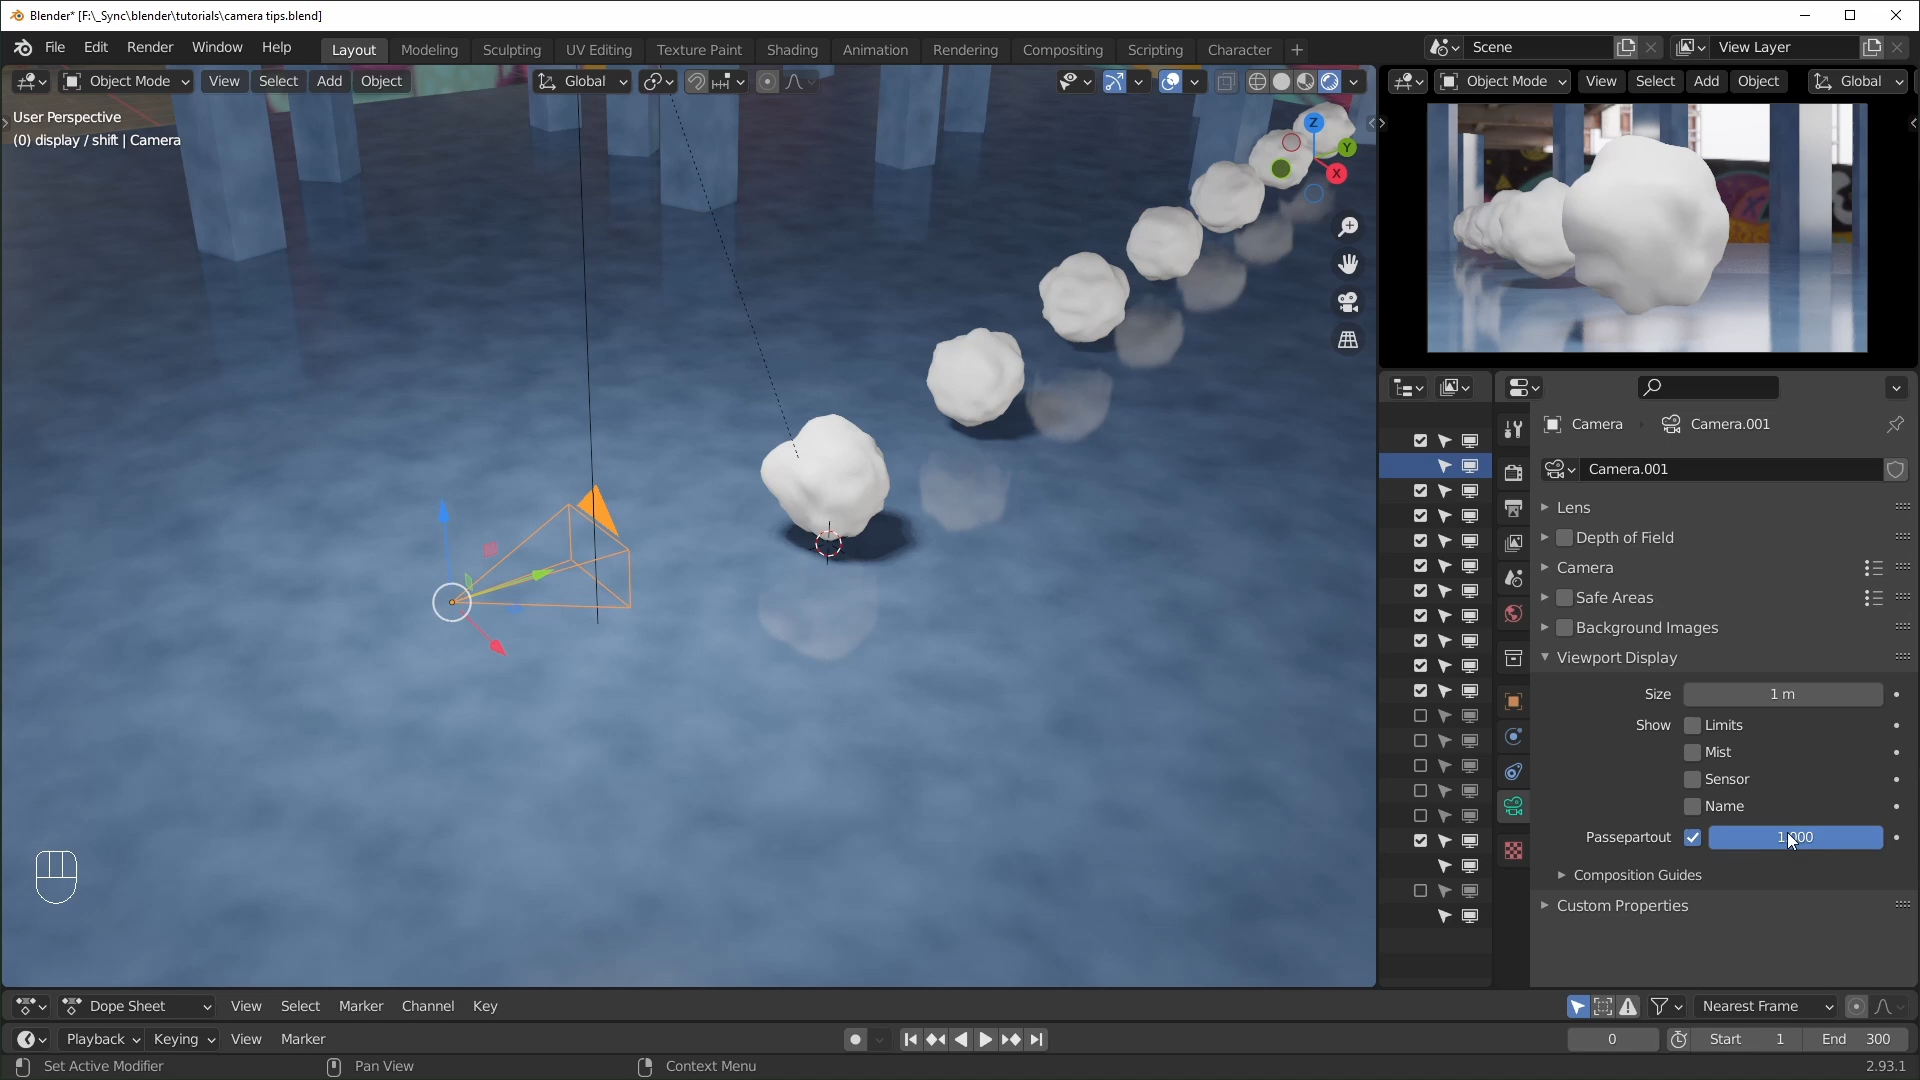 Blender* [F:\_Sync\blender\tutorials\camera tips.blend]
File Edit Render Window Help Layout Modeling Sculpting UV Editing Texture Paint Shading Animation Rendering Compositing Scripting Character + Scene View Layer
Object Mode View Select Add Object Global Object Mode View Select Add Object Global
User Perspective
(0) display / shift | Camera
Z
Y
X
Camera Camera.001
Camera.001
Lens
Depth of Field
Camera
Safe Areas
Background Images
Viewport Display
Size 1 m
Show Limits
Mist
Sensor
Name
Passepartout 1.000
Composition Guides
Custom Properties
Dope Sheet View Select Marker Channel Key Nearest Frame
Playback Keying View Marker 0 Start 1 End 300
Set Active Modifier Pan View Context Menu 2.93.1